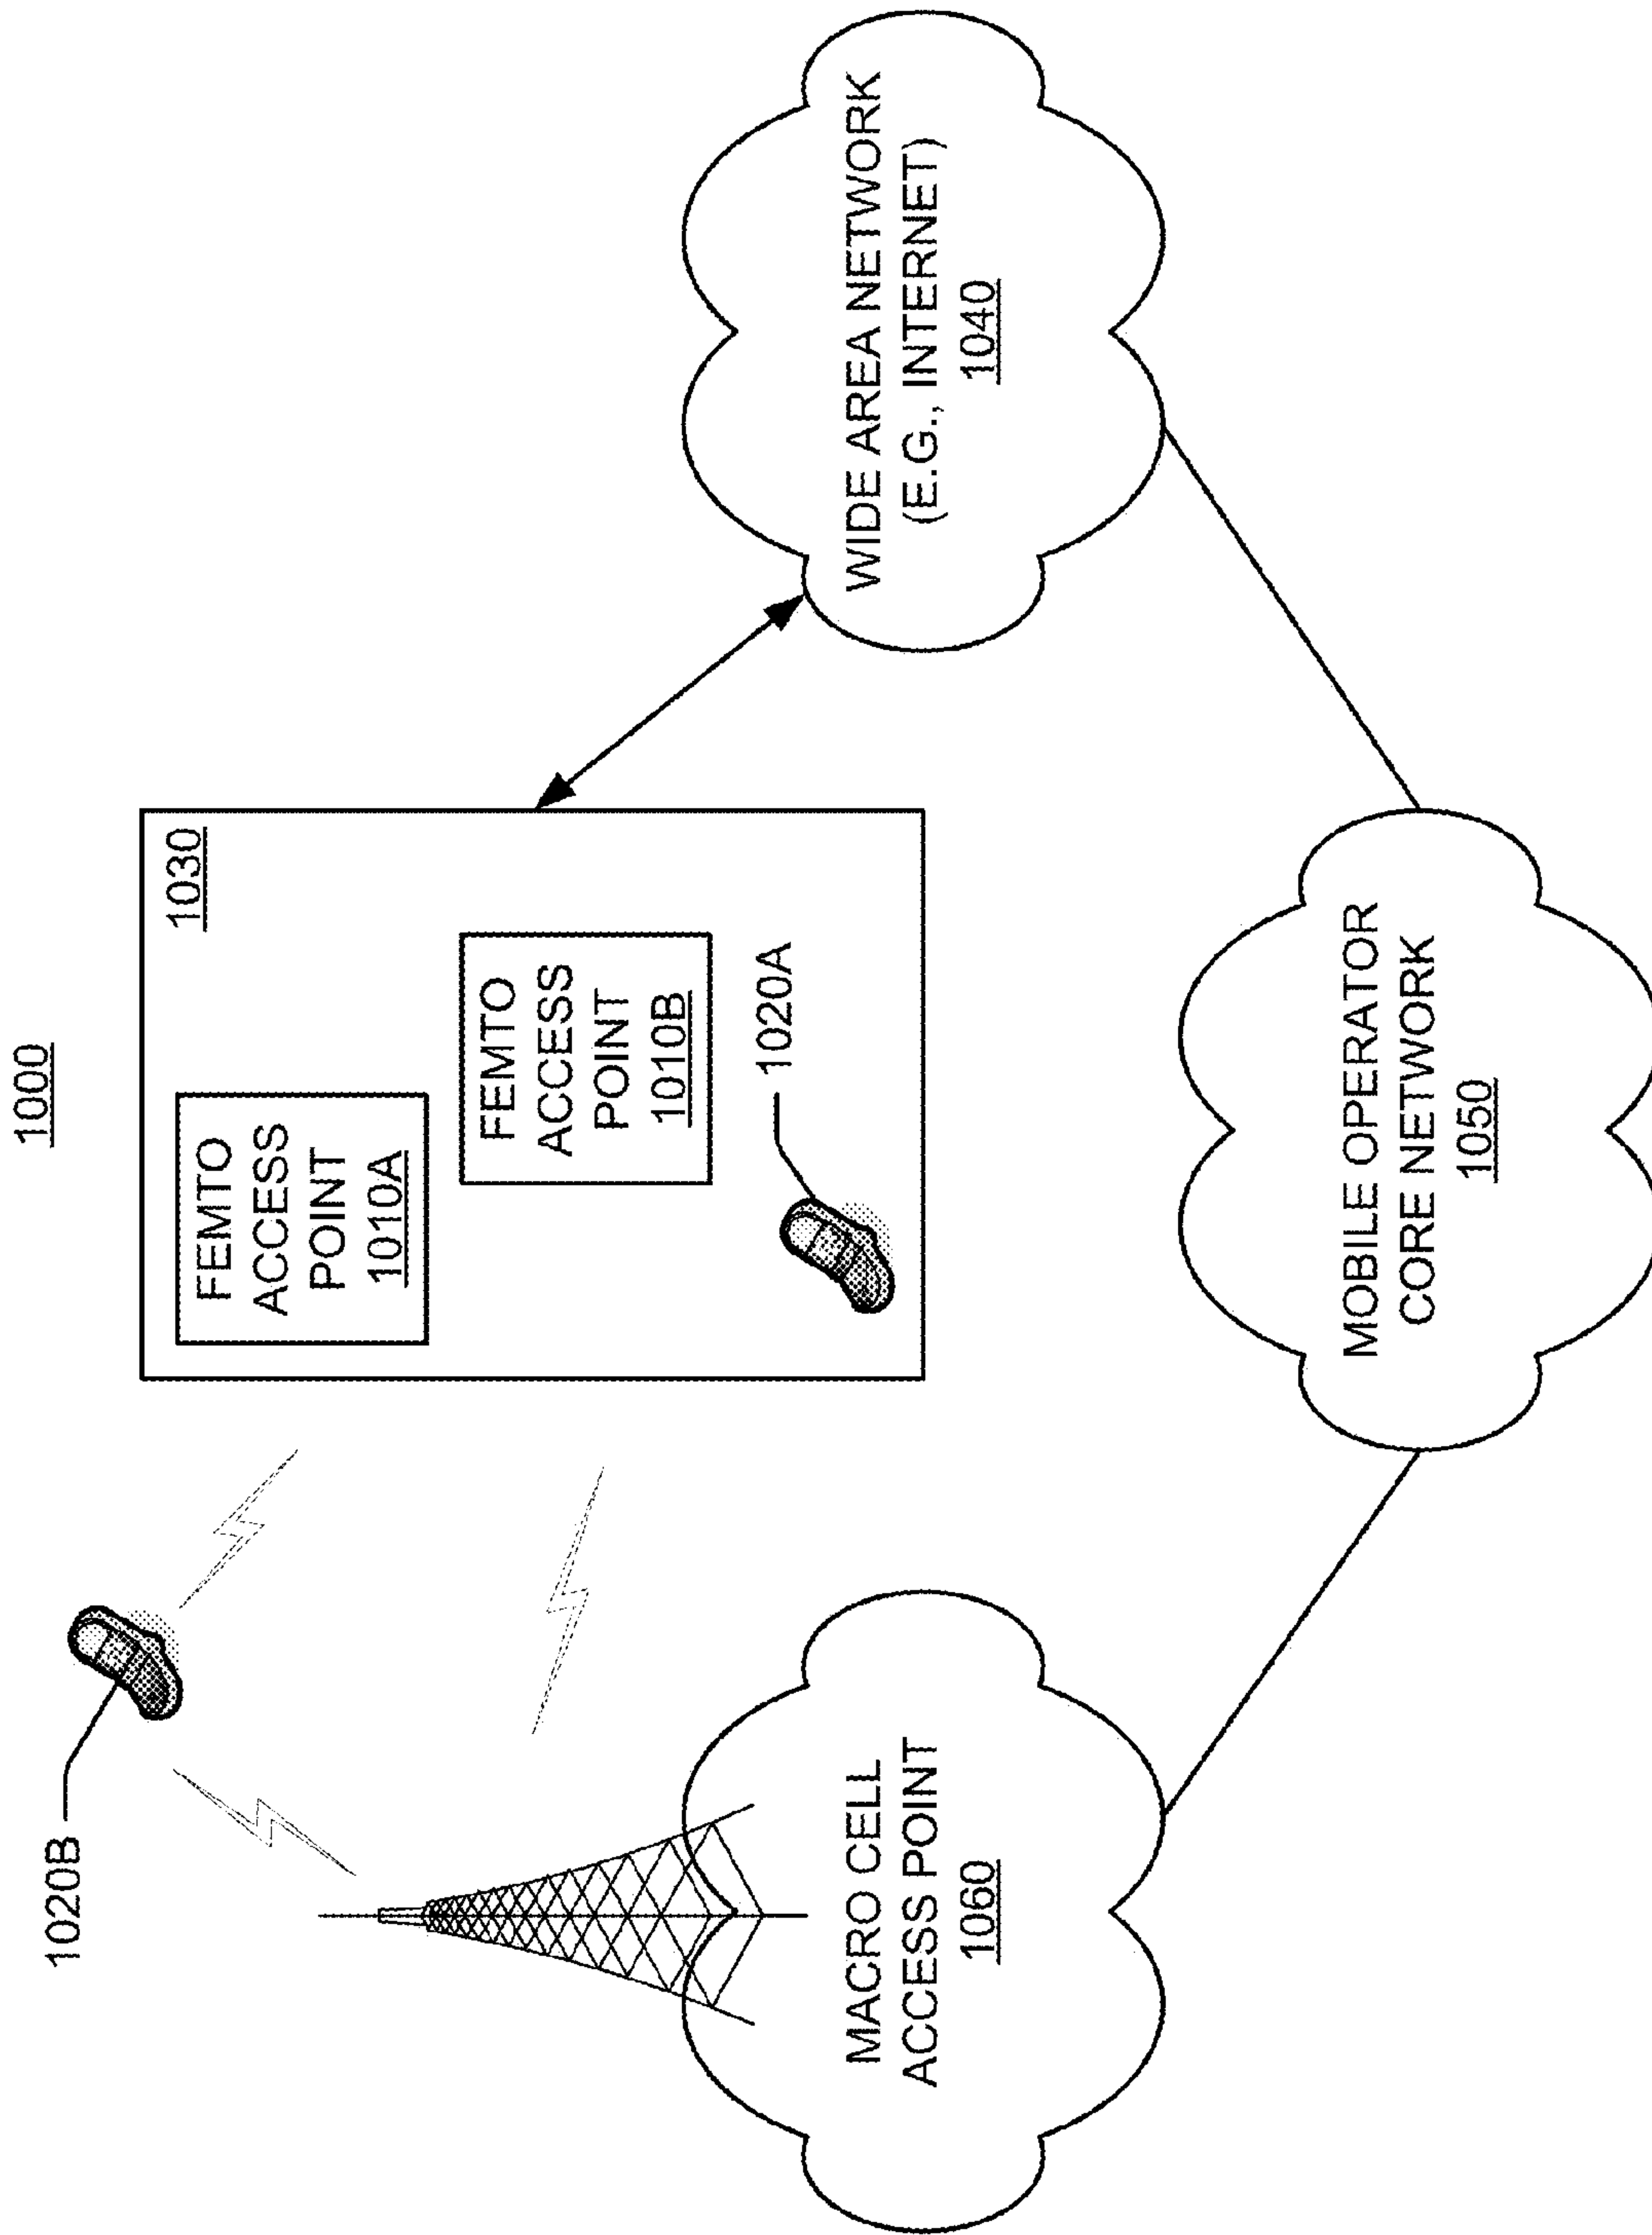 1000
1020B
FEMTO
ACCESS
POINT
1010A
1030
FEMTO
ACCESS
POINT
1010B
1020A
MACRO CELL
ACCESS POINT
1060
WIDE AREA NETWORK
(E.G., INTERNET)
1040
MOBILE OPERATOR
CORE NETWORK
1050